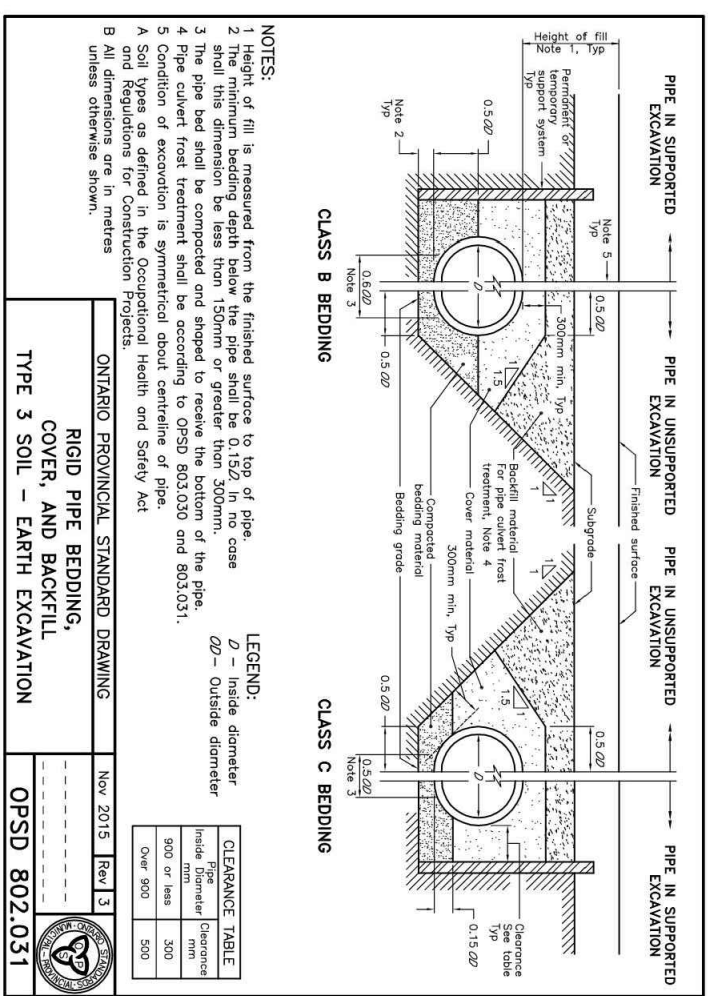 PIPE IN SUPPORTED
EXCAVATION
PIPE IN UNSUPPORTED
EXCAVATION
PIPE IN UNSUPPORTED
EXCAVATION
PIPE IN SUPPORTED
EXCAVATION
Height of fill
Note 1, Typ
Permanent or
temporary
support system
Typ
Note 5
Typ
0.5 OD
300mm min, Typ
Finished surface
Subgrade
1
1
1
1.5
Backfill material
For pipe culvert frost
treatment, Note 4
Cover material
300mm min, Typ
Compacted
bedding material
Bedding grade
1
1
1
1.5
0.5 OD
Clearance
See table
Typ
0.5 OD
D
D
0.15 OD
Note 2
Typ
0.6 OD
Note 3
0.5 OD
0.5 OD
0.5 OD
Note 3
CLASS B BEDDING
CLASS C BEDDING
NOTES:
1 Height of fill is measured from the finished surface to top of pipe.
2 The minimum bedding depth below the pipe shall be 0.15D. In no case
shall this dimension be less than 150mm or greater than 300mm.
3 The pipe bed shall be compacted and shaped to receive the bottom of the pipe.
4 Pipe culvert frost treatment shall be according to OPSD 803.030 and 803.031.
5 Condition of excavation is symmetrical about centreline of pipe.
A Soil types as defined in the Occupational Health and Safety Act
and Regulations for Construction Projects.
B All dimensions are in metres
unless otherwise shown.
LEGEND:
D - Inside diameter
OD - Outside diameter
CLEARANCE TABLE
Pipe
Inside Diameter
mm
Clearance
mm
900 or less 300
Over 900 500
ONTARIO PROVINCIAL STANDARD DRAWING
Nov 2015 Rev 3
RIGID PIPE BEDDING,
COVER, AND BACKFILL
TYPE 3 SOIL – EARTH EXCAVATION
OPSD 802.031
ONTARIO STANDARDS
MUNICIPAL - PROVINCIAL
O
P
S